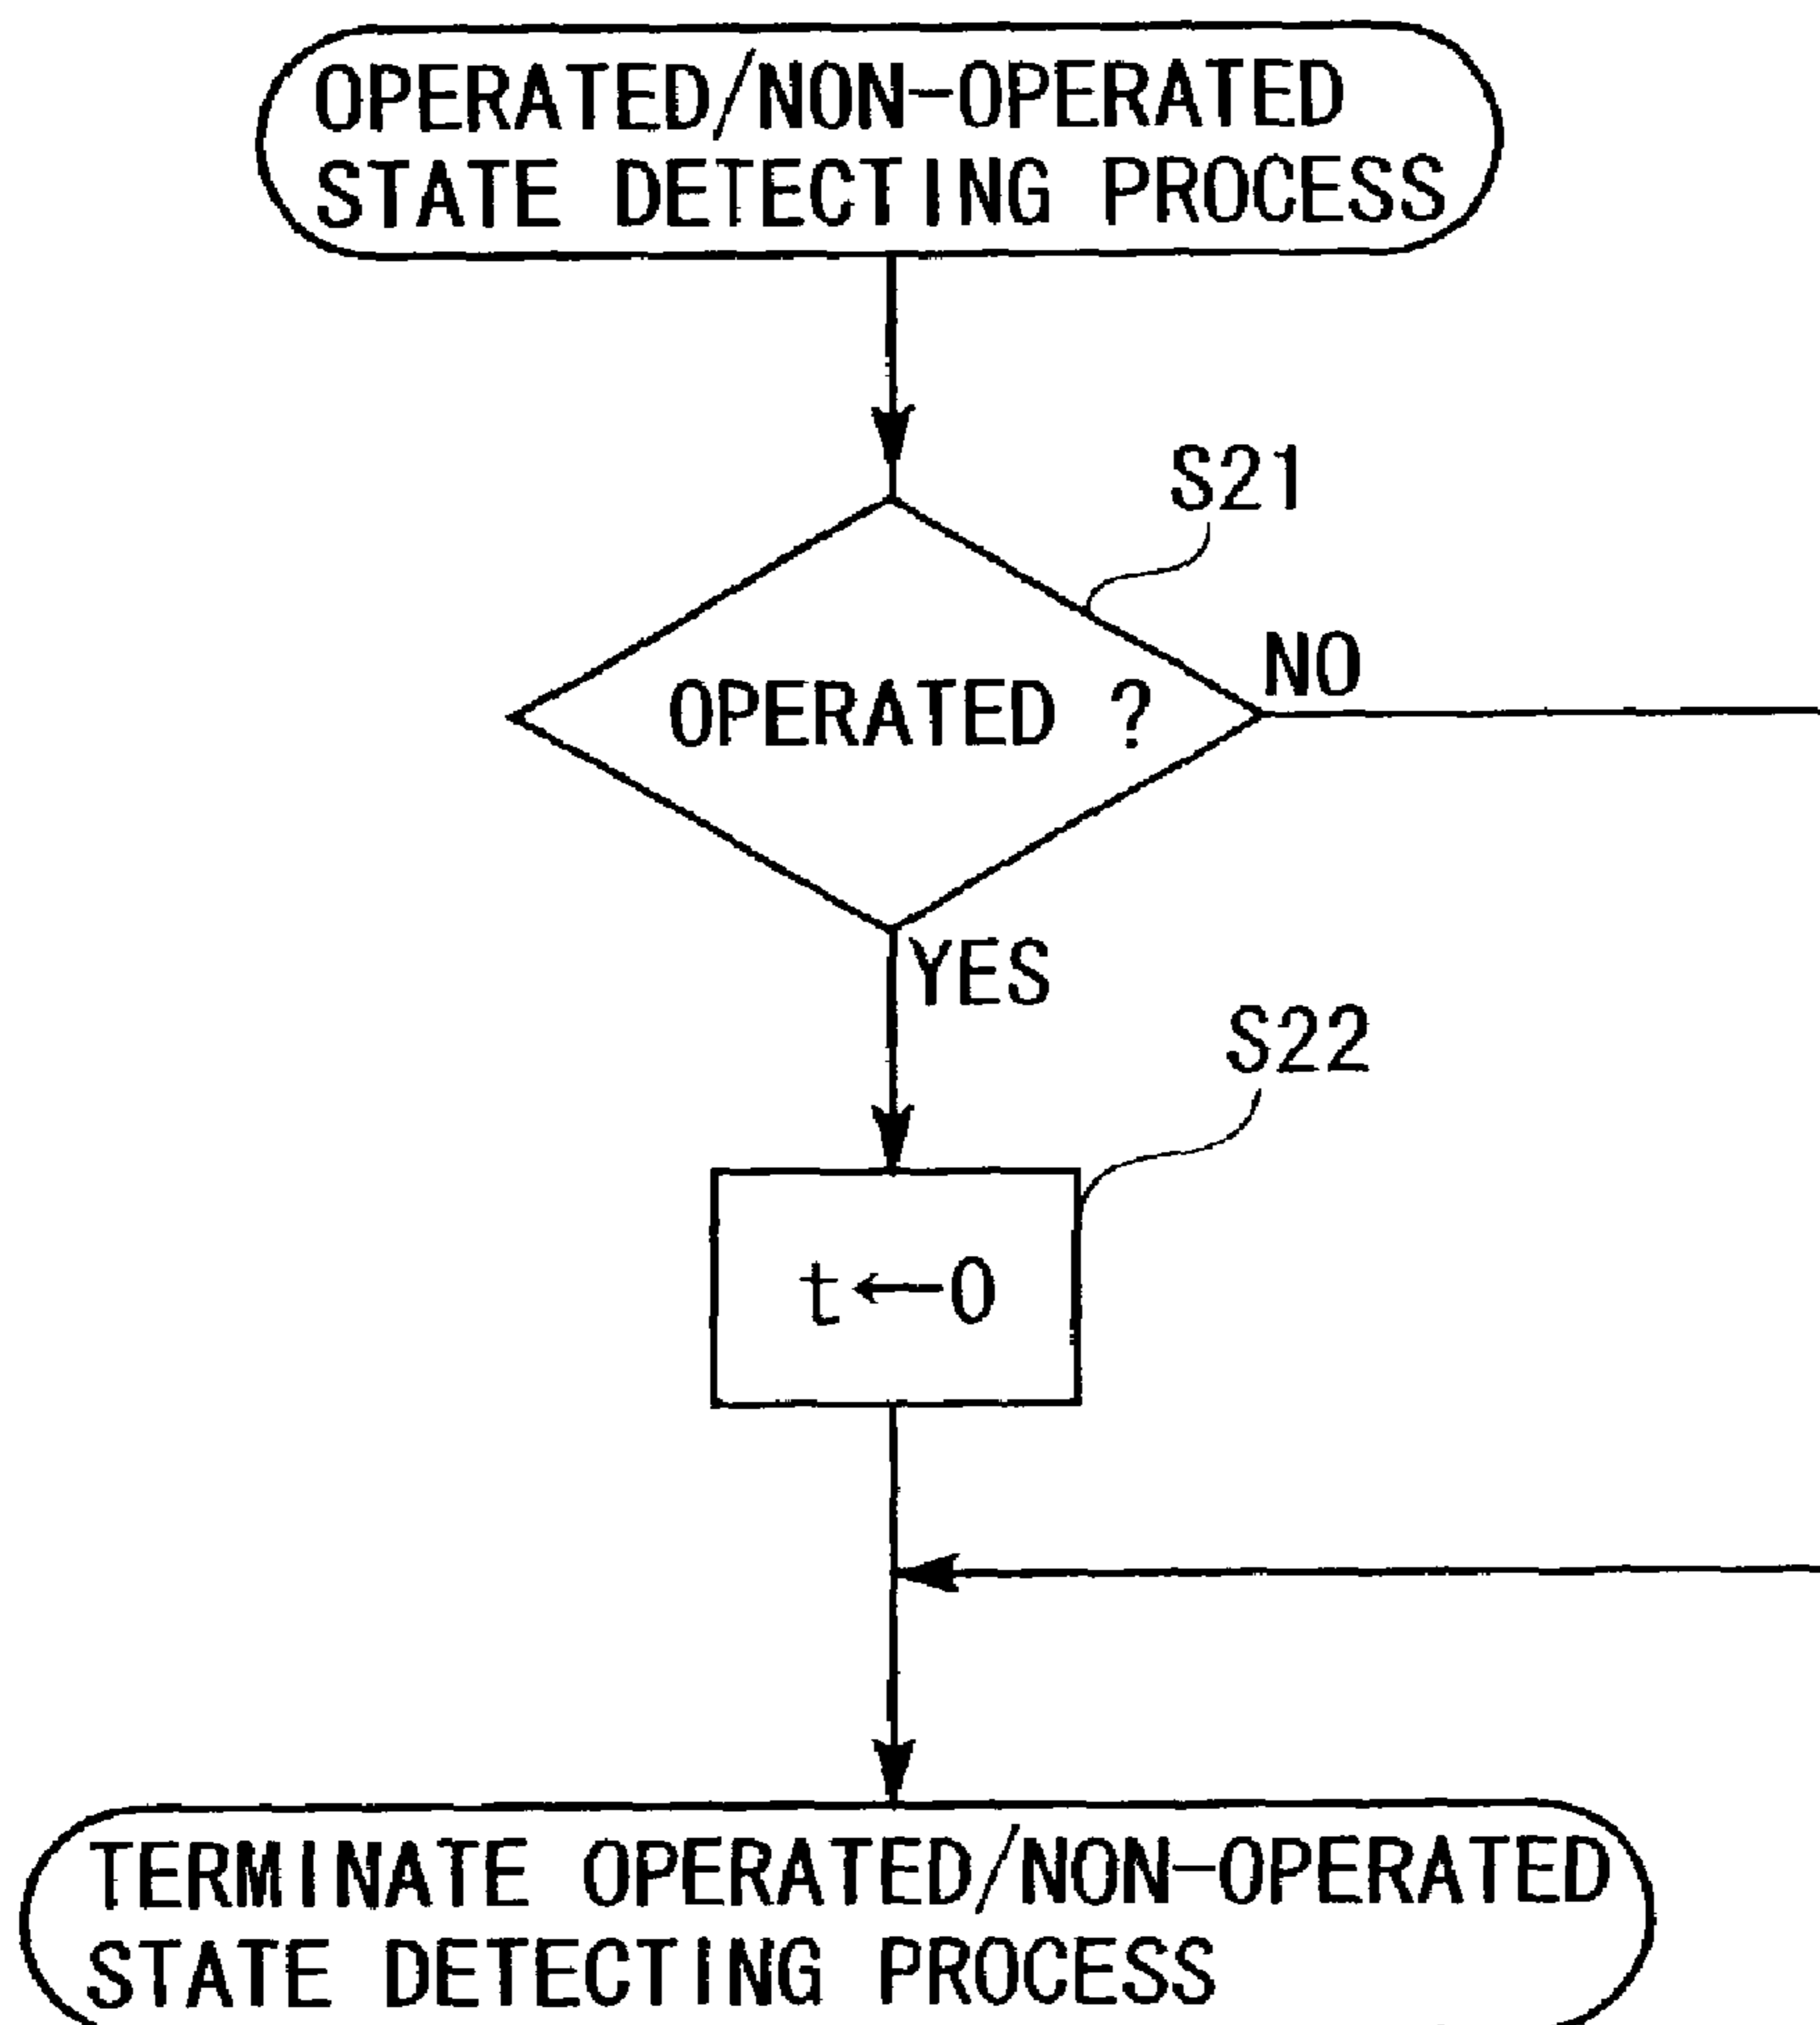 OPERATED/NON-OPERATED
STATE DETECTING PROCESS
S21
NO
OPERATED ?
YES
S22
t←0
TERMINATE OPERATED/NON-OPERATED
STATE DETECTING PROCESS